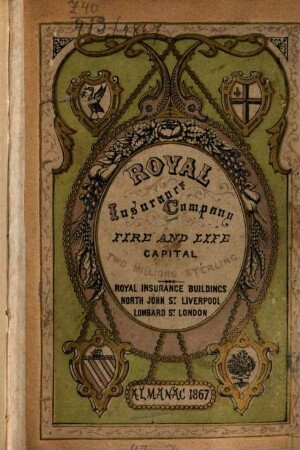 ROYAL
Insurance Company
FIRE AND LIFE
CAPITAL
TWO MILLIONS STERLING
ROYAL INSURANCE BUILDINGS
NORTH JOHN ST. LIVERPOOL
LOMBARD ST. LONDON
ALMANAC 1867